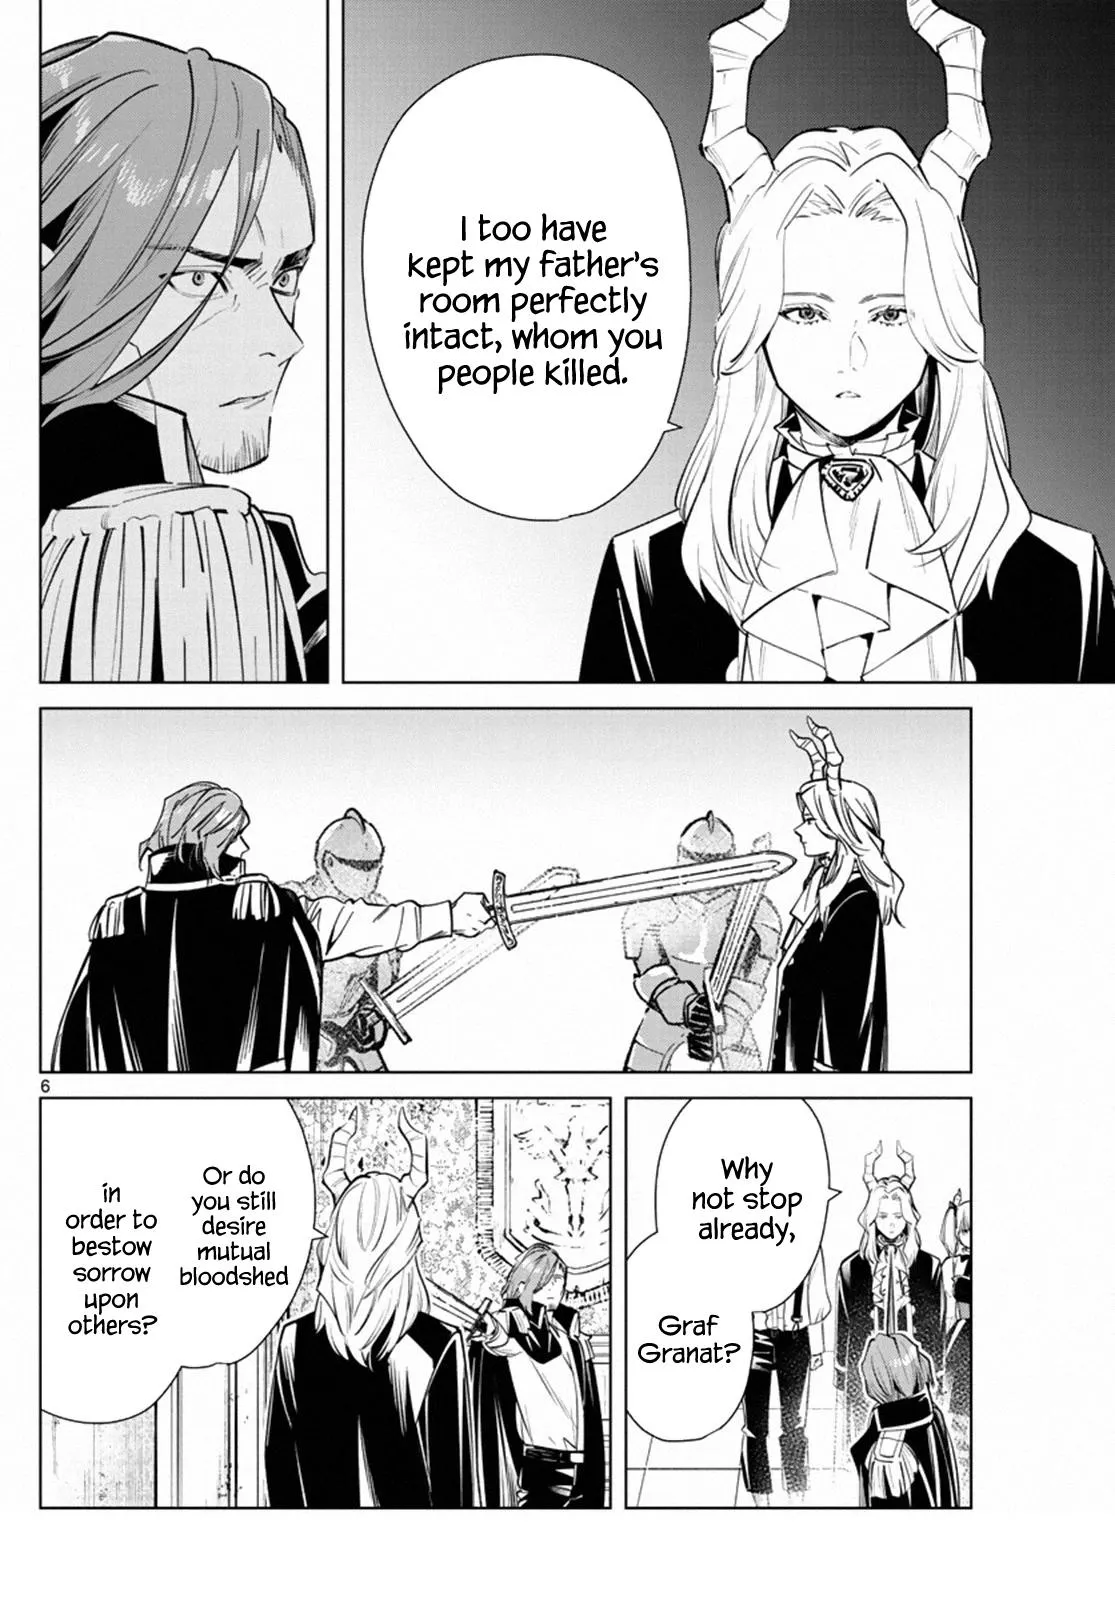 I too have
kept my father's
room perfectly
intact, whom you
people killed.
6
Why
not stop
already,
Graf
Granat?
Or do
you still
desire
mutual
bloodshed
in
order to
bestow
sorrow
upon
others?